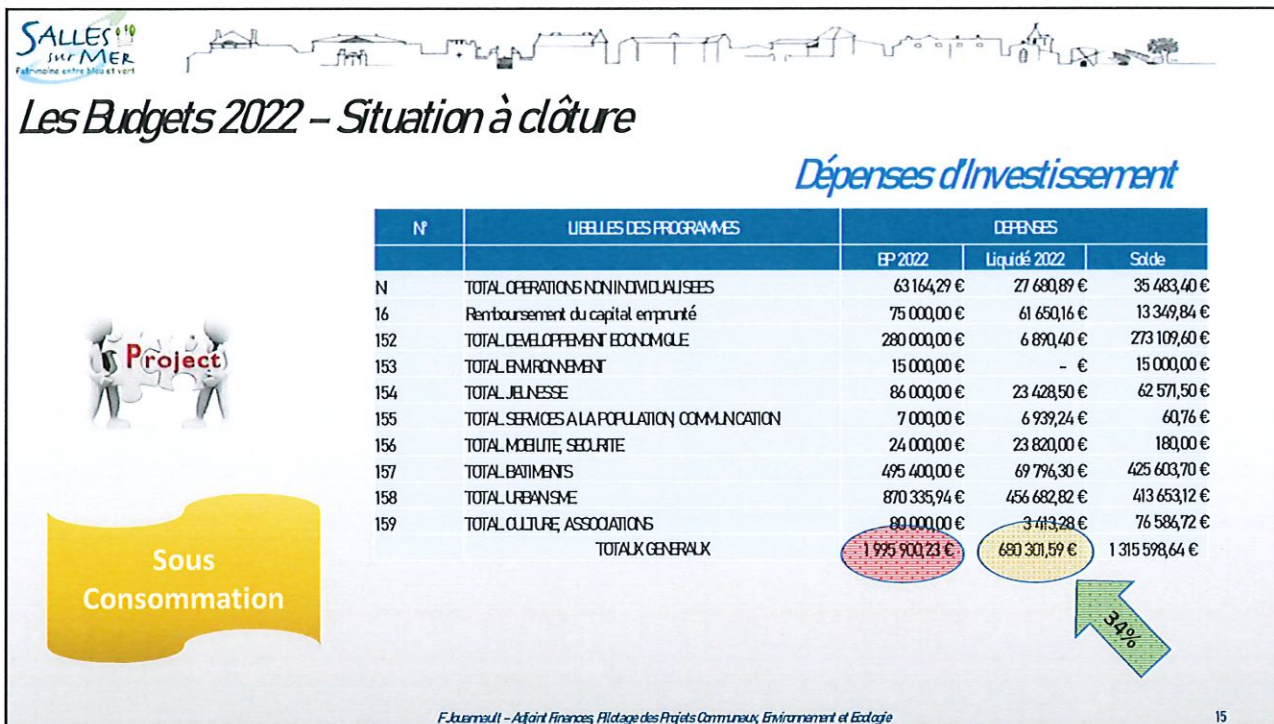 SALLES
sur MER
Patrimoine entre bleu et vert
Les Budgets 2022 – Situation à clôture
Dépenses d'Investissement
N° LIBELLES DES PROGRAMMES DEPENSES
BP 2022 Liquidé 2022 Solde
N TOTAL OPERATIONS NON INDIVIDUALISEES 63 164,29 € 27 680,89 € 35 483,40 €
16 Remboursement du capital emprunté 75 000,00 € 61 650,16 € 13 349,84 €
152 TOTAL DEVELOPPEMENT ECONOMIQUE 280 000,00 € 6 890,40 € 273 109,60 €
153 TOTAL ENVIRONNEMENT 15 000,00 € - € 15 000,00 €
154 TOTAL JEUNESSE 86 000,00 € 23 428,50 € 62 571,50 €
155 TOTAL SERVICES A LA POPULATION, COMMUNICATION 7 000,00 € 6 939,24 € 60,76 €
156 TOTAL MOBILITE, SECURITE 24 000,00 € 23 820,00 € 180,00 €
157 TOTAL BATIMENTS 495 400,00 € 69 796,30 € 425 603,70 €
158 TOTAL URBANISME 870 335,94 € 456 682,82 € 413 653,12 €
159 TOTAL CULTURE, ASSOCIATIONS 80 000,00 € 3 413,28 € 76 586,72 €
TOTAUX GENERAUX 1 995 900,23 € 680 301,59 € 1 315 598,64 €
Project
Sous
Consommation
34%
F.Jouannault – Adjoint Finances, Pilotage des Projets Communaux, Environnement et Ecologie 15